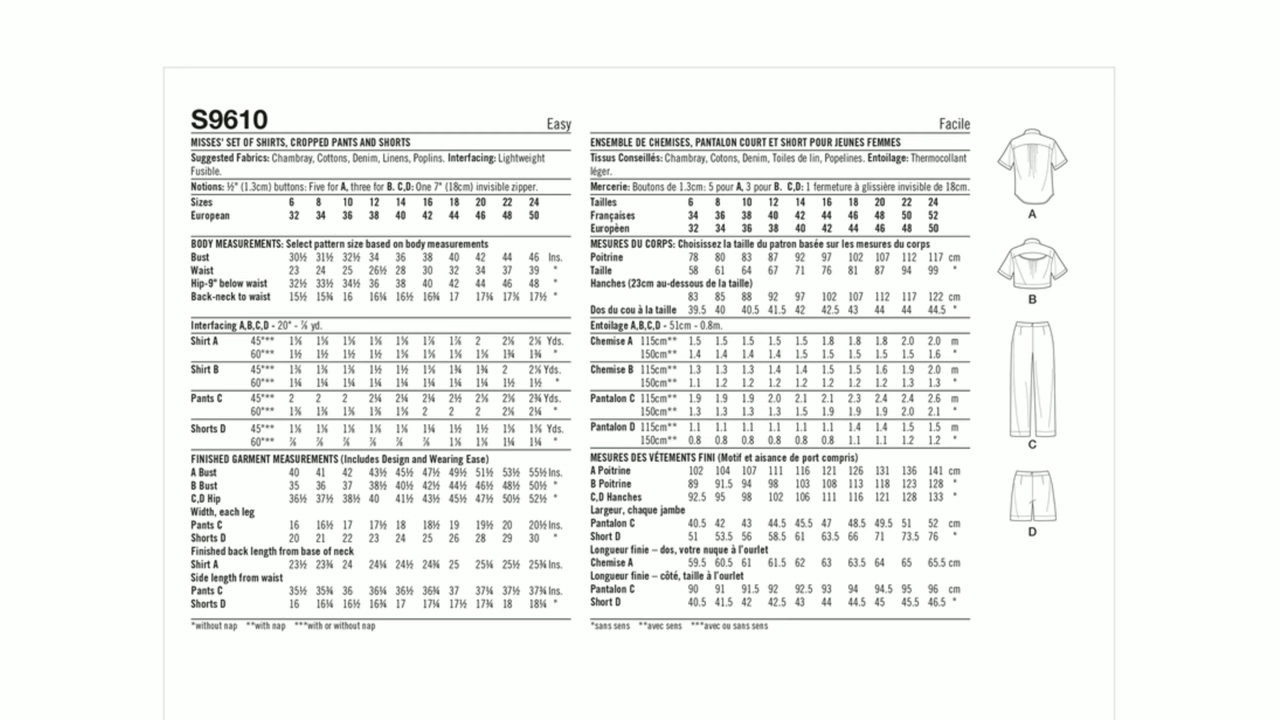 S9610
Easy
MISSES' SET OF SHIRTS, CROPPED PANTS AND SHORTS
Suggested Fabrics: Chambray, Cottons, Denim, Linens, Poplins. Interfacing: Lightweight
Fusible.
Notions: ½" (1.3cm) buttons: Five for A, three for B. C,D: One 7" (18cm) invisible zipper.
Sizes 6 8 10 12 14 16 18 20 22 24
European 32 34 36 38 40 42 44 46 48 50
BODY MEASUREMENTS: Select pattern size based on body measurements
Bust 30½ 31½ 32½ 34 36 38 40 42 44 46 Ins.
Waist 23 24 25 26½ 28 30 32 34 37 39 "
Hip-9" below waist 32½ 33½ 34½ 36 38 40 42 44 46 48 "
Back-neck to waist 15½ 15¾ 16 16¼ 16½ 16¾ 17 17¼ 17⅜ 17½ "
Interfacing A,B,C,D - 20" - ⅞ yd.
Shirt A 45"** Yds.
60"** "
Shirt B 45"** Yds.
60"** "
Pants C 45"** Yds.
60"** "
Shorts D 45"** Yds.
60"** "
FINISHED GARMENT MEASUREMENTS (Includes Design and Wearing Ease)
A Bust 40 41 42 43½ 45½ 47½ 49½ 51½ 53½ 55½ Ins.
B Bust 35 36 37 38½ 40½ 42½ 44½ 46½ 48½ 50½ "
C,D Hip 36½ 37½ 38½ 40 41½ 43½ 45½ 47½ 50½ 52½ "
Width, each leg
Pants C 16 16½ 17 17½ 18 18½ 19 19½ 20 20½ Ins.
Shorts D 20 21 22 23 24 25 26 28 29 30 "
Finished back length from base of neck
Shirt A 23½ 23¾ 24 24¼ 24½ 24¾ 25 25¼ 25½ 25¾ Ins.
Side length from waist
Pants C 35½ 35¾ 36 36¼ 36½ 36¾ 37 37¼ 37½ 37¾ Ins.
Shorts D 16 16¼ 16½ 16¾ 17 17¼ 17½ 17¾ 18 18¼ "
*without nap **with nap ***with or without nap
Facile
ENSEMBLE DE CHEMISES, PANTALON COURT ET SHORT POUR JEUNES FEMMES
Tissus Conseillés: Chambray, Cotons, Denim, Toiles de lin, Popelines. Entoilage: Thermocollant
léger.
Mercerie: Boutons de 1.3cm: 5 pour A, 3 pour B. C,D: 1 fermeture à glissière invisible de 18cm.
Tailles 6 8 10 12 14 16 18 20 22 24
Françaises 34 36 38 40 42 44 46 48 50 52
Européen 32 34 36 38 40 42 44 46 48 50
MESURES DU CORPS: Choisissez la taille du patron basée sur les mesures du corps
Poitrine 78 80 83 87 92 97 102 107 112 117 cm
Taille 58 61 64 67 71 76 81 87 94 99 "
Hanches (23cm au-dessous de la taille)
83 85 88 92 97 102 107 112 117 122 cm
Dos du cou à la taille 39.5 40 40.5 41.5 42 42.5 43 44 44 44.5 "
Entoilage A,B,C,D - 51cm - 0.8m.
Chemise A 115cm** 1.5 1.5 1.5 1.5 1.5 1.8 1.8 1.8 2.0 2.0 m
150cm** 1.4 1.4 1.4 1.4 1.5 1.5 1.5 1.5 1.5 1.6 "
Chemise B 115cm** 1.3 1.3 1.3 1.4 1.4 1.5 1.5 1.6 1.9 2.0 m
150cm** 1.1 1.2 1.2 1.2 1.2 1.2 1.2 1.2 1.3 1.3 "
Pantalon C 115cm** 1.9 1.9 1.9 2.0 2.1 2.1 2.3 2.4 2.4 2.6 m
150cm** 1.3 1.3 1.3 1.5 1.9 1.9 1.9 2.0 2.1 "
Pantalon D 115cm** 1.1 1.1 1.1 1.1 1.1 1.1 1.4 1.4 1.5 1.5 m
150cm** 0.8 0.8 0.8 0.8 0.8 0.8 1.1 1.1 1.2 1.2 "
MESURES DES VÊTEMENTS FINI (Motif et aisance de port compris)
A Poitrine 102 104 107 111 116 121 126 131 136 141 cm
B Poitrine 89 91.5 94 98 103 108 113 118 123 128 "
C,D Hanches 92.5 95 98 102 106 111 116 121 128 133 "
Largeur, chaque jambe
Pantalon C 40.5 42 43 44.5 45.5 47 48.5 49.5 51 52 cm
Short D 51 53.5 56 58.5 61 63.5 66 71 73.5 76 "
Longueur finie – dos, votre nuque à l'ourlet
Chemise A 59.5 60.5 61 61.5 62 63 63.5 64 65 65.5 cm
Longueur finie – côté, taille à l'ourlet
Pantalon C 90 91 91.5 92 92.5 93 94 94.5 95 96 cm
Short D 40.5 41.5 42 42.5 43 44 44.5 45 45.5 46.5 "
*sans sens **avec sens ***avec ou sans sens
A
B
C
D